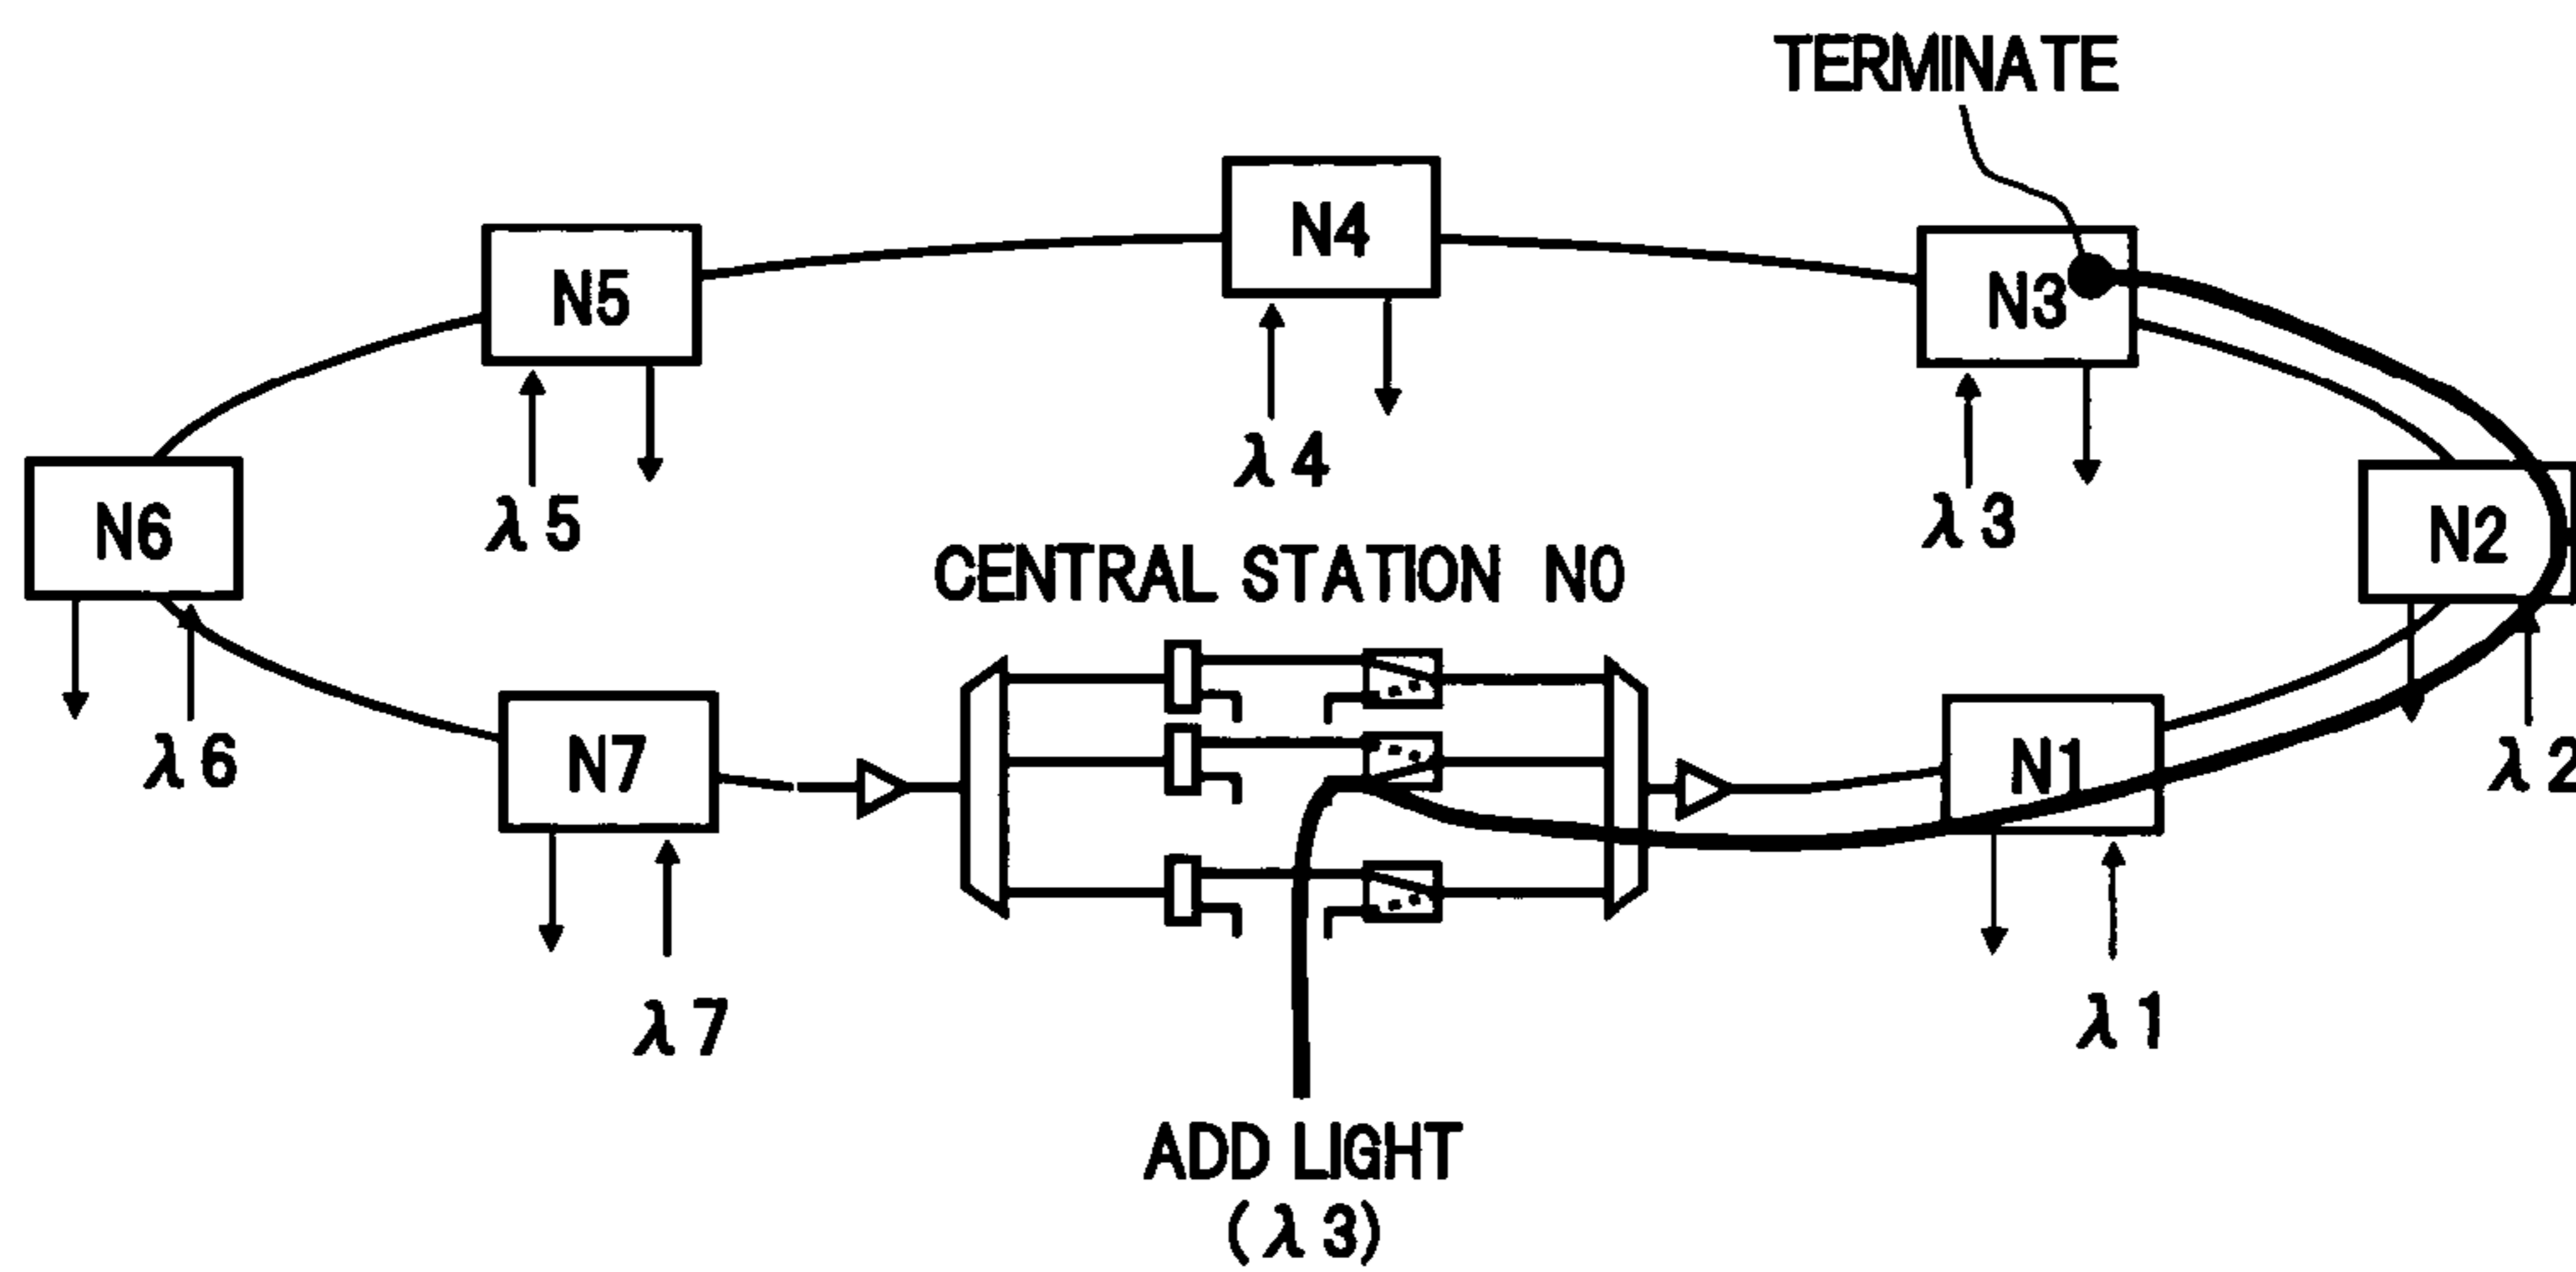 TERMINATE
N4
N5
N3
λ4
λ5
λ3
N6
N2
CENTRAL STATION N0
λ6
N7
N1
λ2
λ7
λ1
ADD LIGHT
(λ3)